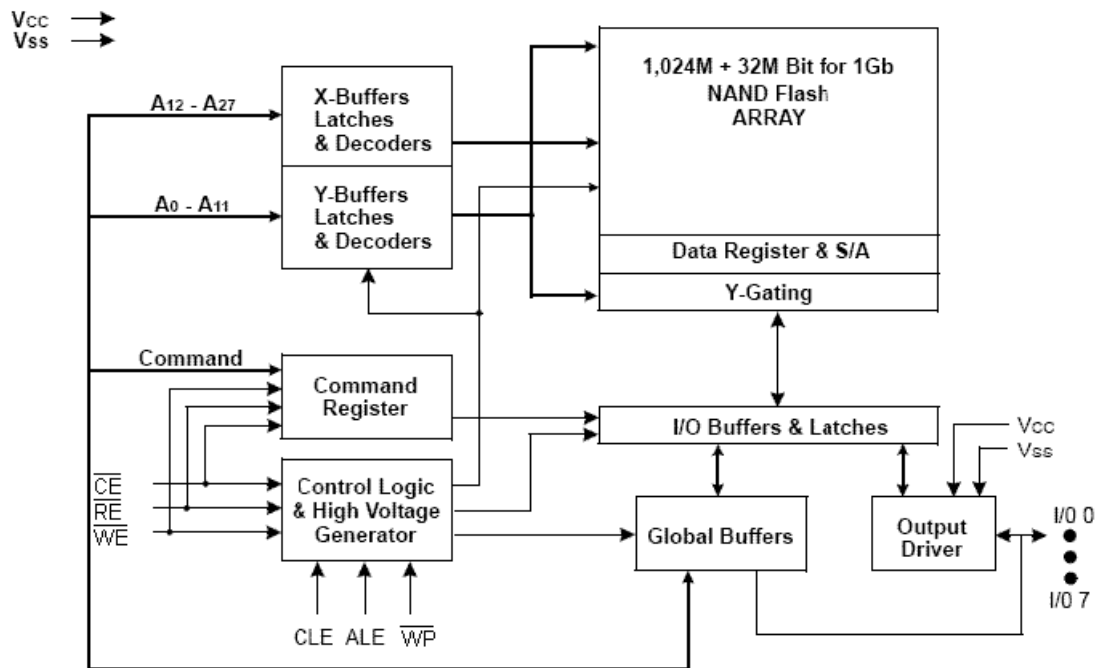 Vcc
Vss
A12 - A27
X-Buffers
Latches
& Decoders
A0 - A11
Y-Buffers
Latches
& Decoders
1,024M + 32M Bit for 1Gb
NAND Flash
ARRAY
Data Register & S/A
Y-Gating
Command
Command
Register
I/O Buffers & Latches
VCC
VSS
CE
RE
WE
Control Logic
& High Voltage
Generator
Global Buffers
Output
Driver
I/0 0
I/0 7
CLE ALE WP